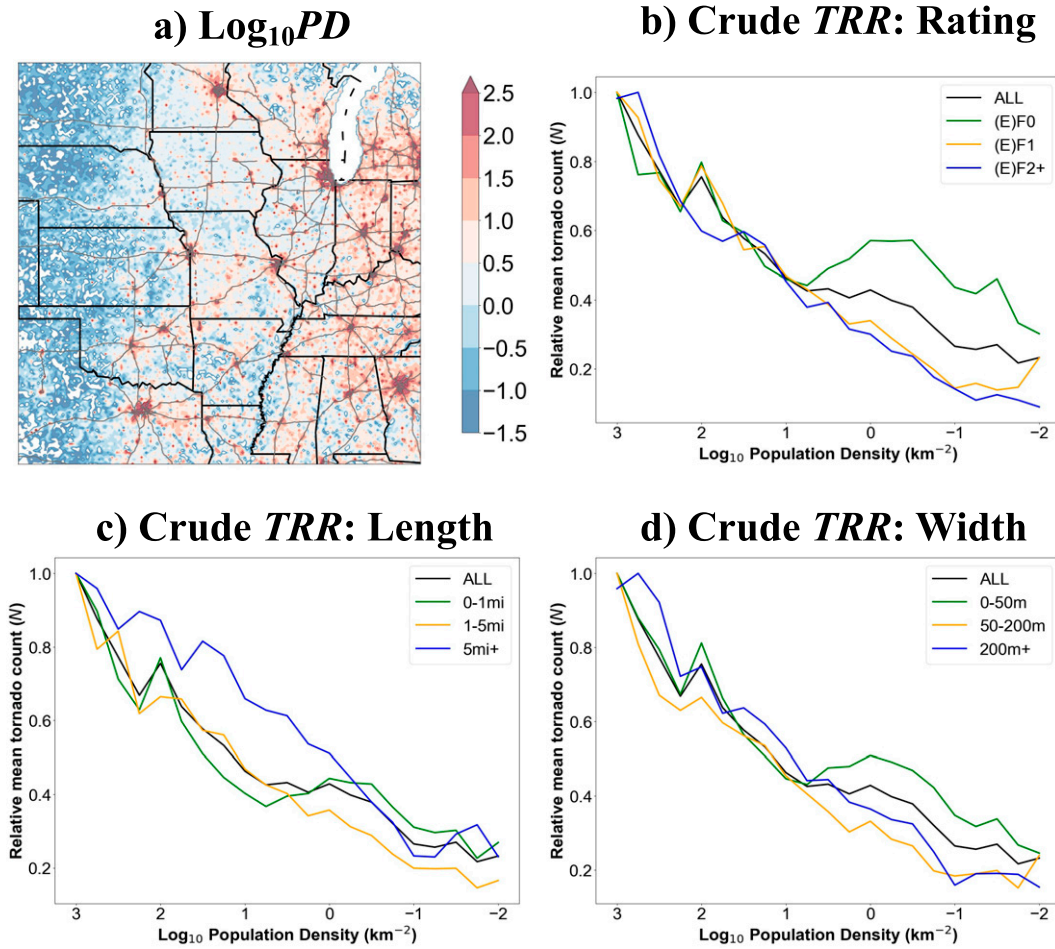 a) Log₁₀PD
2.5
2.0
1.5
1.0
0.5
0.0
−0.5
−1.0
−1.5
b) Crude TRR: Rating
Relative mean tornado count (N)
1.0
0.8
0.6
0.4
0.2
ALL
(E)F0
(E)F1
(E)F2+
3 2 1 0 −1 −2
Log₁₀ Population Density (km⁻²)
c) Crude TRR: Length
Relative mean tornado count (N)
1.0
0.8
0.6
0.4
0.2
ALL
0-1mi
1-5mi
5mi+
3 2 1 0 −1 −2
Log₁₀ Population Density (km⁻²)
d) Crude TRR: Width
Relative mean tornado count (N)
1.0
0.8
0.6
0.4
0.2
ALL
0-50m
50-200m
200m+
3 2 1 0 −1 −2
Log₁₀ Population Density (km⁻²)